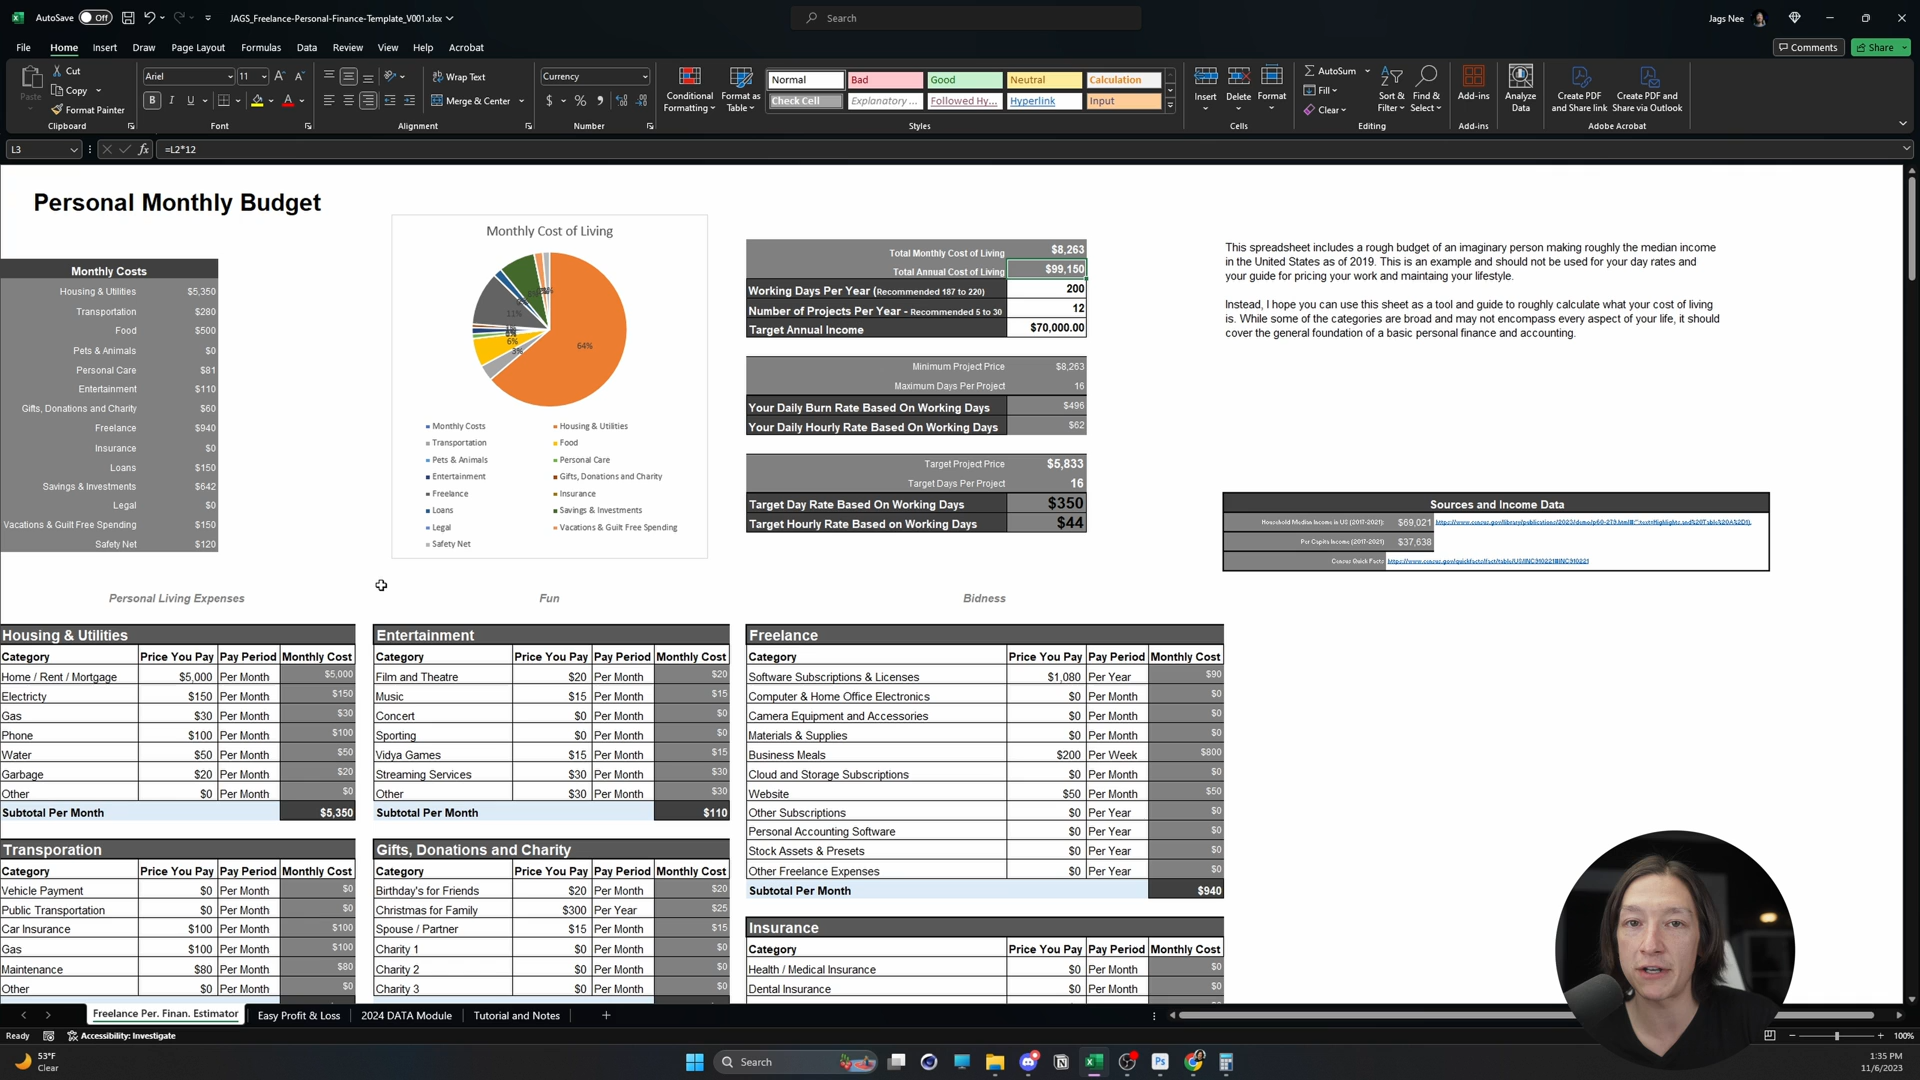 AutoSave Off JAGS_Freelance-Personal-Finance-Template_V001.xlsx Search Jags Nee
File Home Insert Draw Page Layout Formulas Data Review View Help Acrobat Comments Share
Paste Cut Copy Format Painter Clipboard
Ariel 11 B I U Font
Wrap Text Merge & Center Alignment
Currency $ % Number
Conditional Formatting Format as Table
Normal Bad Good Neutral Calculation
Check Cell Explanatory ... Followed Hy... Hyperlink Input
Styles
Insert Delete Format Cells
AutoSum Fill Clear Sort & Filter Find & Select Editing
Add-ins Add-ins
Analyze Data
Create PDF and Share link Create PDF and Share via Outlook Adobe Acrobat
L3 fx =L2*12
Personal Monthly Budget
Monthly Costs
Housing & Utilities $5,350
Transportation $280
Food $500
Pets & Animals $0
Personal Care $81
Entertainment $110
Gifts, Donations and Charity $60
Freelance $940
Insurance $0
Loans $150
Savings & Investments $642
Legal $0
Vacations & Guilt Free Spending $150
Safety Net $120
Monthly Cost of Living
64%
11%
6%
3%
Monthly Costs Housing & Utilities
Transportation Food
Pets & Animals Personal Care
Entertainment Gifts, Donations and Charity
Freelance Insurance
Loans Savings & Investments
Legal Vacations & Guilt Free Spending
Safety Net
Total Monthly Cost of Living $8,263
Total Annual Cost of Living $99,150
Working Days Per Year (Recommended 187 to 220) 200
Number of Projects Per Year - Recommended 5 to 30 12
Target Annual Income $70,000.00
Minimum Project Price $8,263
Maximum Days Per Project 16
Your Daily Burn Rate Based On Working Days $496
Your Daily Hourly Rate Based On Working Days $62
Target Project Price $5,833
Target Days Per Project 16
Target Day Rate Based On Working Days $350
Target Hourly Rate Based on Working Days $44
This spreadsheet includes a rough budget of an imaginary person making roughly the median income
in the United States as of 2019. This is an example and should not be used for your day rates and
your guide for pricing your work and maintaing your lifestyle.
Instead, I hope you can use this sheet as a tool and guide to roughly calculate what your cost of living
is. While some of the categories are broad and may not encompass every aspect of your life, it should
cover the general foundation of a basic personal finance and accounting.
Sources and Income Data
Household Median Income in US (2017-2021): $69,021
Per Capita Income (2017-2021) $37,638
Census Quick Facts
Personal Living Expenses
Housing & Utilities
Category Price You Pay Pay Period Monthly Cost
Home / Rent / Mortgage $5,000 Per Month $5,000
Electricty $150 Per Month $150
Gas $30 Per Month $30
Phone $100 Per Month $100
Water $50 Per Month $50
Garbage $20 Per Month $20
Other $0 Per Month $0
Subtotal Per Month $5,350
Transporation
Category Price You Pay Pay Period Monthly Cost
Vehicle Payment $0 Per Month $0
Public Transportation $0 Per Month $0
Car Insurance $100 Per Month $100
Gas $100 Per Month $100
Maintenance $80 Per Month $80
Other $0 Per Month $0
Fun
Entertainment
Category Price You Pay Pay Period Monthly Cost
Film and Theatre $20 Per Month $20
Music $15 Per Month $15
Concert $0 Per Month $0
Sporting $0 Per Month $0
Vidya Games $15 Per Month $15
Streaming Services $30 Per Month $30
Other $30 Per Month $30
Subtotal Per Month $110
Gifts, Donations and Charity
Category Price You Pay Pay Period Monthly Cost
Birthday's for Friends $20 Per Month $20
Christmas for Family $300 Per Year $25
Spouse / Partner $15 Per Month $15
Charity 1 $0 Per Month $0
Charity 2 $0 Per Month $0
Charity 3 $0 Per Month $0
Bidness
Freelance
Category Price You Pay Pay Period Monthly Cost
Software Subscriptions & Licenses $1,080 Per Year $90
Computer & Home Office Electronics $0 Per Month $0
Camera Equipment and Accessories $0 Per Month $0
Materials & Supplies $0 Per Month $0
Business Meals $200 Per Week $800
Cloud and Storage Subscriptions $0 Per Month $0
Website $50 Per Month $50
Other Subscriptions $0 Per Year $0
Personal Accounting Software $0 Per Year $0
Stock Assets & Presets $0 Per Year $0
Other Freelance Expenses $0 Per Year $0
Subtotal Per Month $940
Insurance
Category Price You Pay Pay Period Monthly Cost
Health / Medical Insurance $0 Per Month $0
Dental Insurance $0 Per Month $0
Freelance Per. Finan. Estimator Easy Profit & Loss 2024 DATA Module Tutorial and Notes
Ready Accessibility: Investigate 100%
53°F
Clear
Search
1:35 PM
11/6/2023